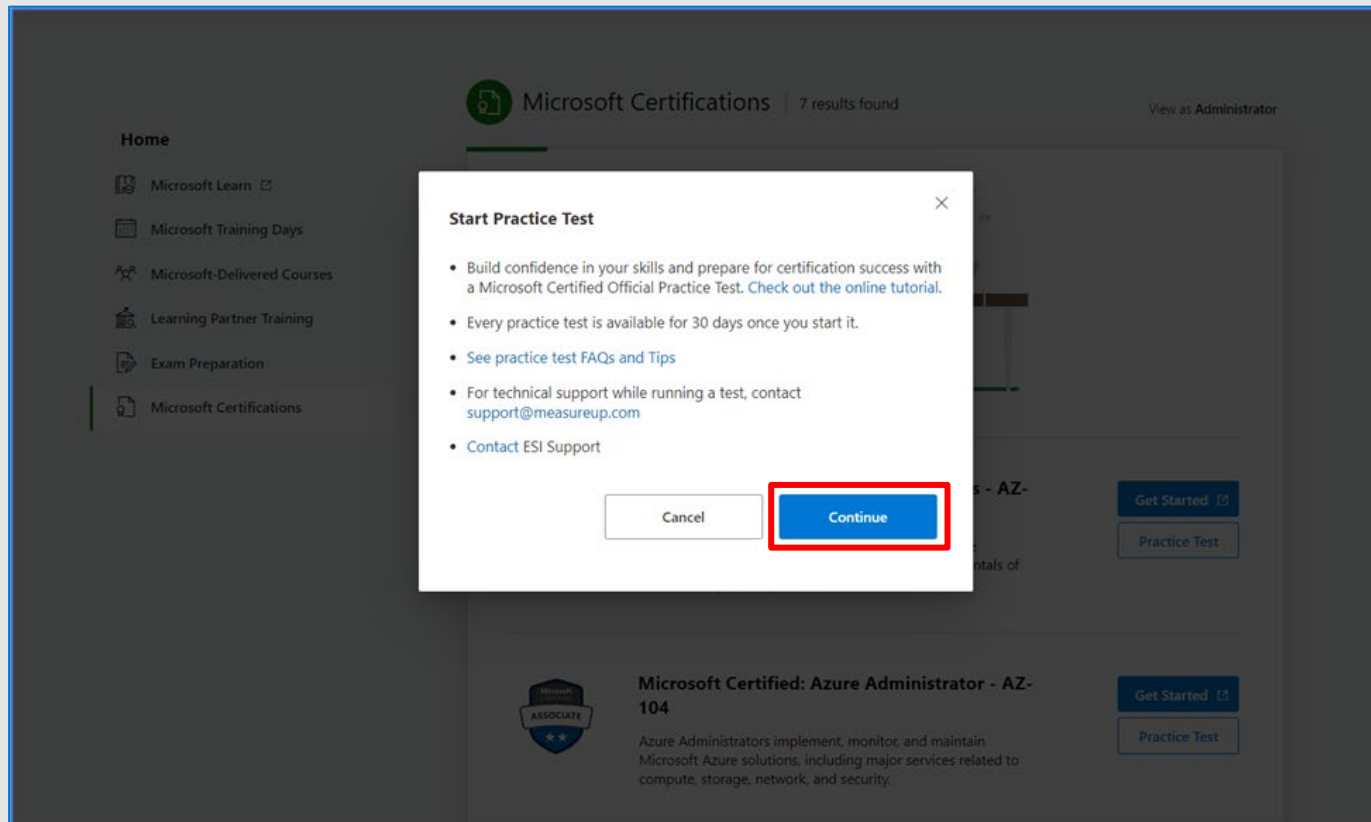 Microsoft Certifications
7 results found
View as Administrator
Home
Microsoft Learn
Microsoft Training Days
Microsoft-Delivered Courses
Learning Partner Training
Exam Preparation
Microsoft Certifications
Start Practice Test
• Build confidence in your skills and prepare for certification success with
a Microsoft Certified Official Practice Test. Check out the online tutorial.
• Every practice test is available for 30 days once you start it.
• See practice test FAQs and Tips
• For technical support while running a test, contact
support@measureup.com
• Contact ESI Support
Cancel
Continue
s - AZ-
ntals of
Get Started
Practice Test
Microsoft
ASSOCIATE
Microsoft Certified: Azure Administrator - AZ-
104
Azure Administrators implement, monitor, and maintain
Microsoft Azure solutions, including major services related to
compute, storage, network, and security.
Get Started
Practice Test